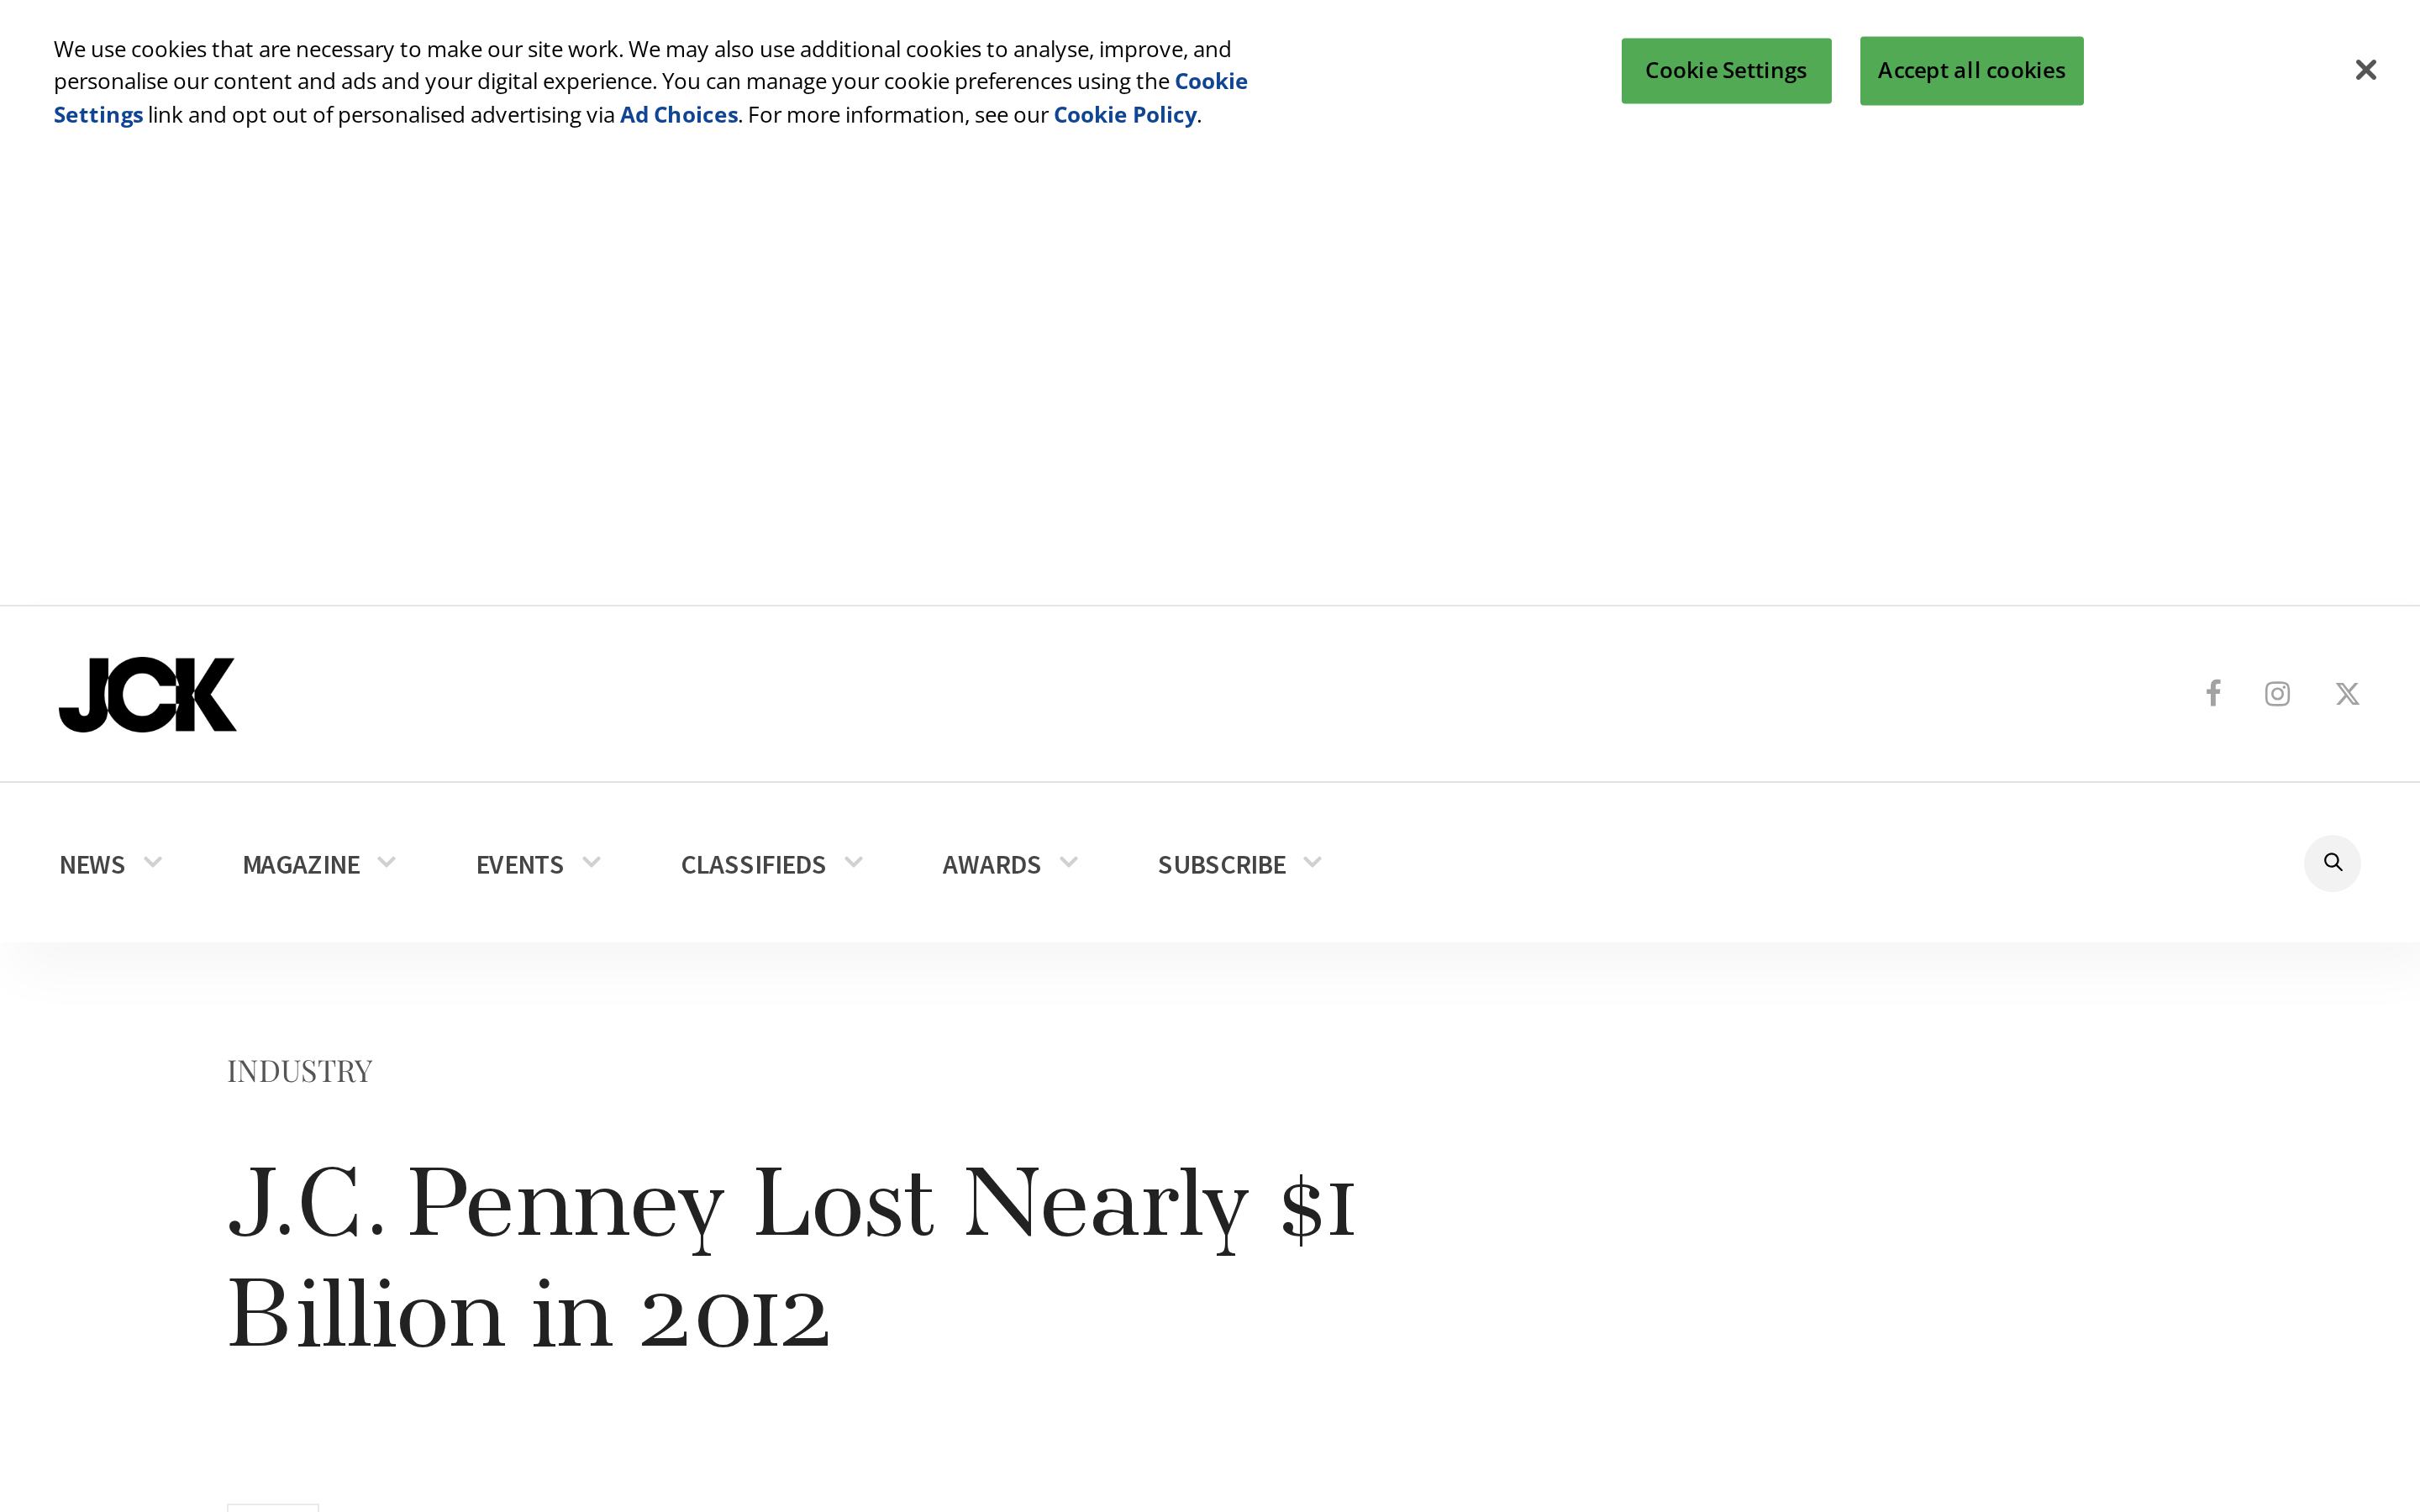 We use cookies that are necessary to make our site work. We may also use additional cookies to analyse, improve, and
personalise our content and ads and your digital experience. You can manage your cookie preferences using the Cookie
Settings link and opt out of personalised advertising via Ad Choices. For more information, see our Cookie Policy.
Cookie Settings
Accept all cookies
JCK
NEWS
MAGAZINE
EVENTS
CLASSIFIEDS
AWARDS
SUBSCRIBE
INDUSTRY
J.C. Penney Lost Nearly $1
Billion in 2012